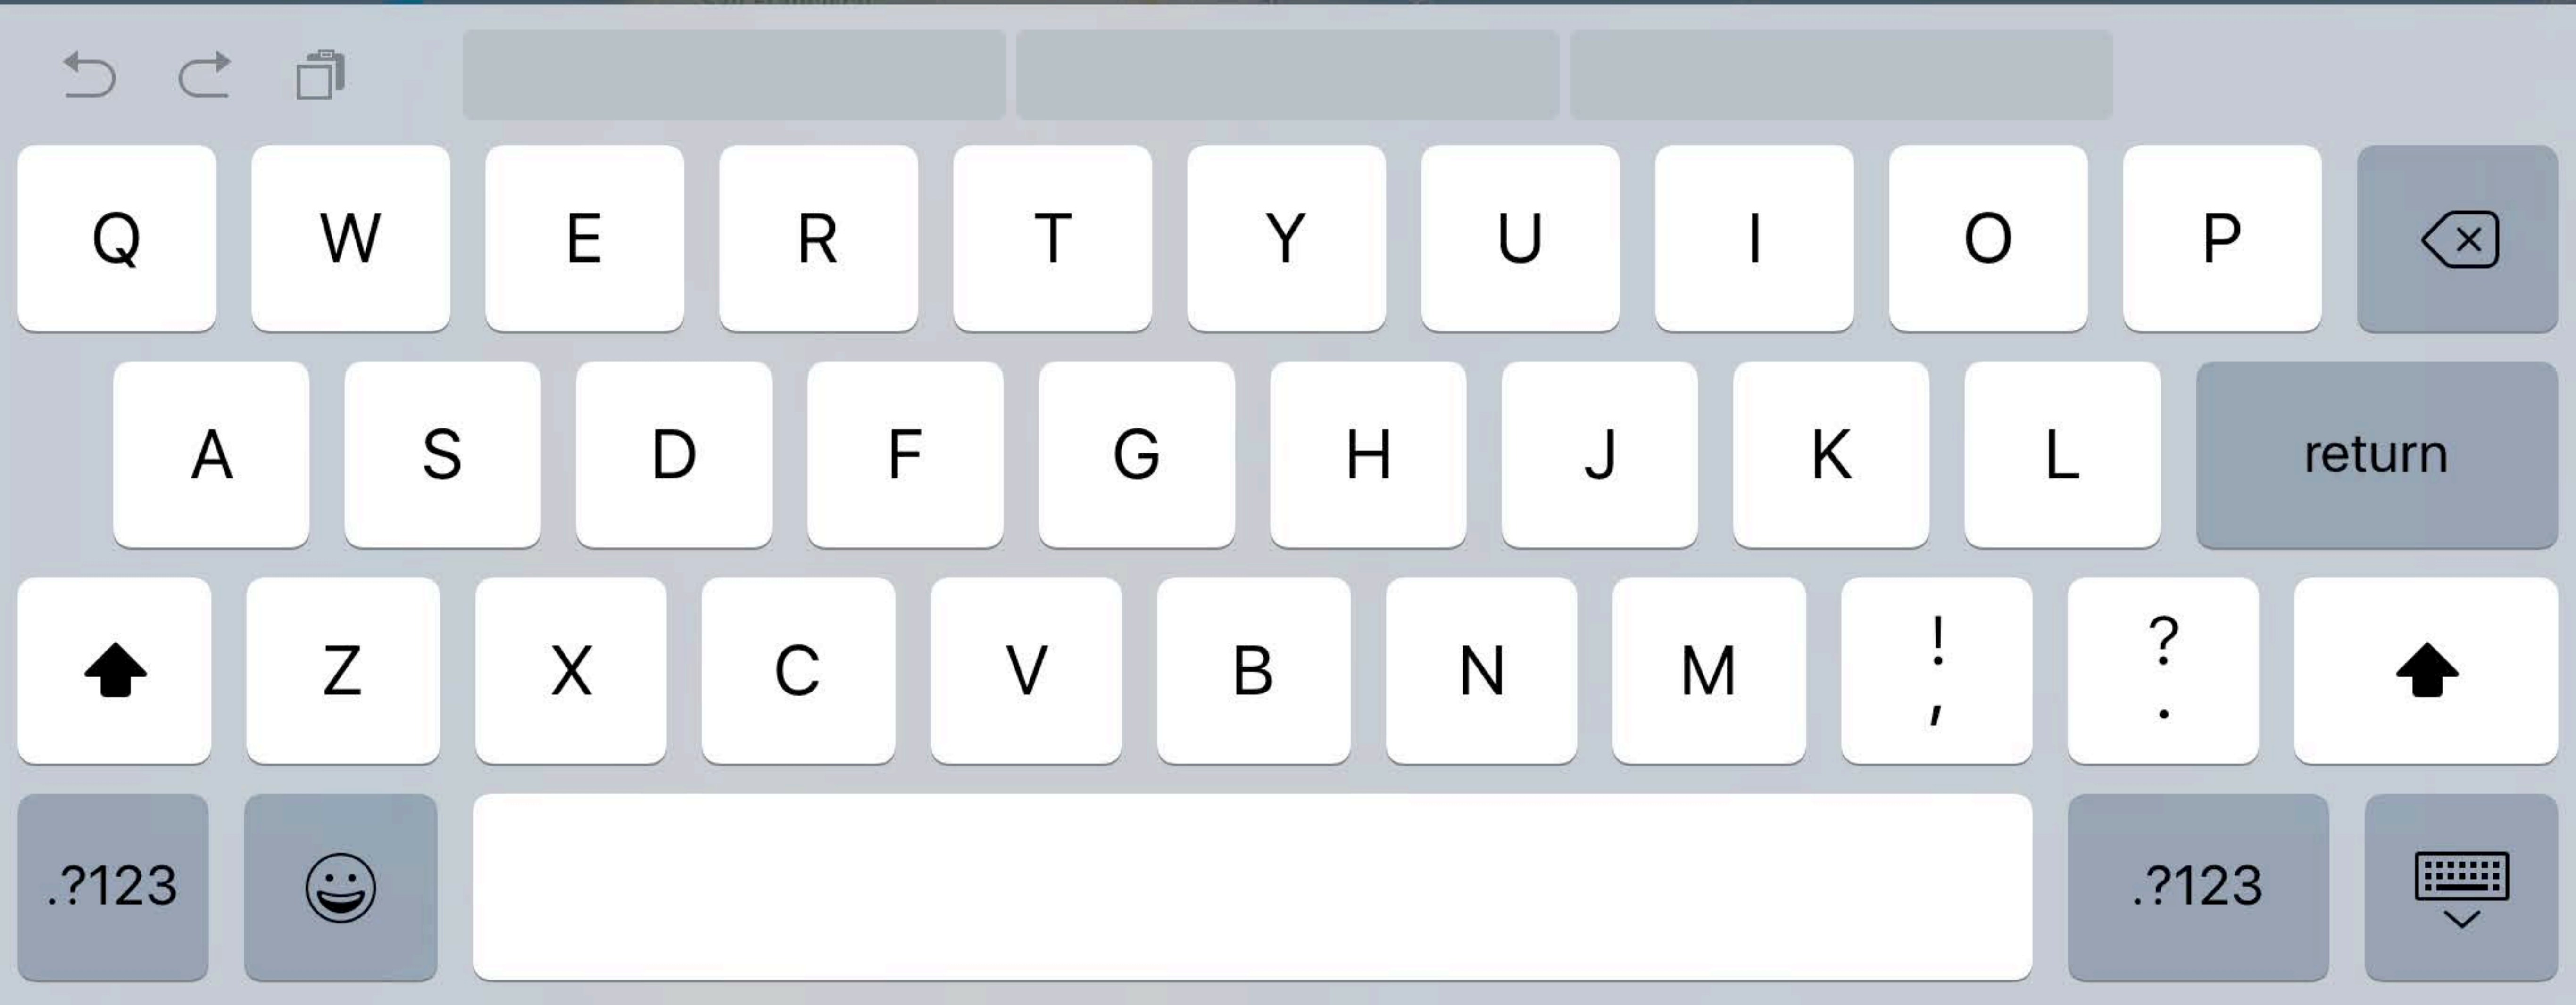 Q W E R T Y U I O P
A S D F G H J K L return
Z X C V B N M ! , ? .
.?123 .?123